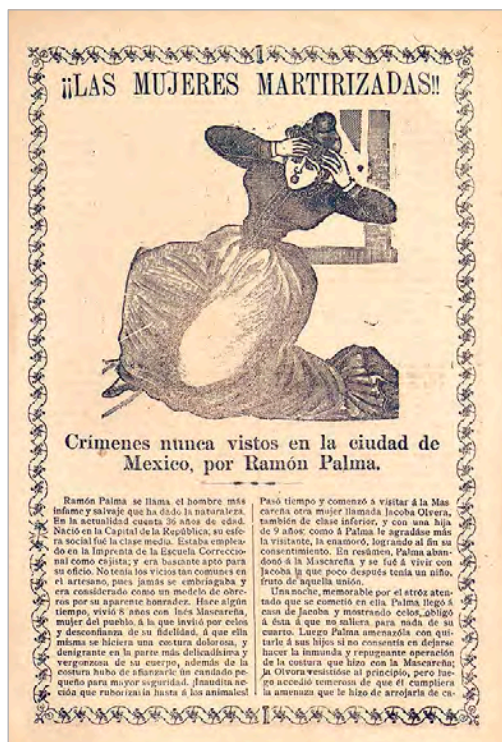 ¡¡LAS MUJERES MARTIRIZADAS!!
Crímenes nunca vistos en la ciudad de
Mexico, por Ramón Palma.
Ramón Palma se llama el hombre más
infame y salvaje que ha dado la naturaleza.
En la actualidad cuenta 36 años de edad.
Nació en la Capital de la República, su esfe
ra social fué la clase media. Estaba emplea-
do en la Imprenta de la Escuela Correccio-
nal como cajista; y era bastante apto para
su oficio. No tenía los vicios tan comunes en
el artesano, pues jamás se embriagaba y
era considerado como un modelo de obre-
ros por su aparente honradez. Hace algún
tiempo, vivió 8 años con Inés Mascareña,
mujer del pueblo, á la que invitó por celos
y desconfianza de su fidelidad, á que ella
misma se hiciera una costura dolorosa, y
denigrante en la parte más delicadísima y
vergonzosa de su cuerpo, además de la
costura hubo de afianzarle un candado pe-
queño para mayor seguridad. ¡Inaudita ac-
ción que ruboriza hasta á los animales!
Pasó tiempo y comenzó a visitar á la Mas
careña otra mujer llamada Jacoba Olvera,
también de clase inferior, y con una hija
de 9 años; como á Palma le agradáse más
la visitante, la enamoró, logrando al fin su
consentimiento. En resúmen, Palma aban-
donó á la Mascareña, y se fué á vivir con
Jacoba la que poco después tenía un niño,
fruto de aquella unión.
Una noche, memorable por el atróz aten-
tado que se cometió en ella, Palma llegó á
casa de Jacoba y mostrando celos, obligó
á ésta á que no saliera para nada de su
cuarto. Luego Palma amenazóla con qui-
tarle á sus hijos si no consentía en dejarse
hacer la inmunda y repugnante operación
de la costura que hizo con la Mascareña;
la Olvera vesistióse al principio, pero lue-
go accedió temerosa de que él cumpliera
la amenaza que le hizo de arrojarla de ca-